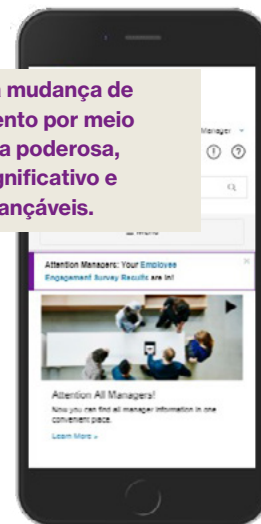 a mudança de
ento por meio
a poderosa,
gnificativo e
ançáveis.
Manager
Attention Managers: Your Employee
Engagement Survey Results are in!
Attention All Managers!
Now you can find all manager information in one
convenient place.
Learn More »